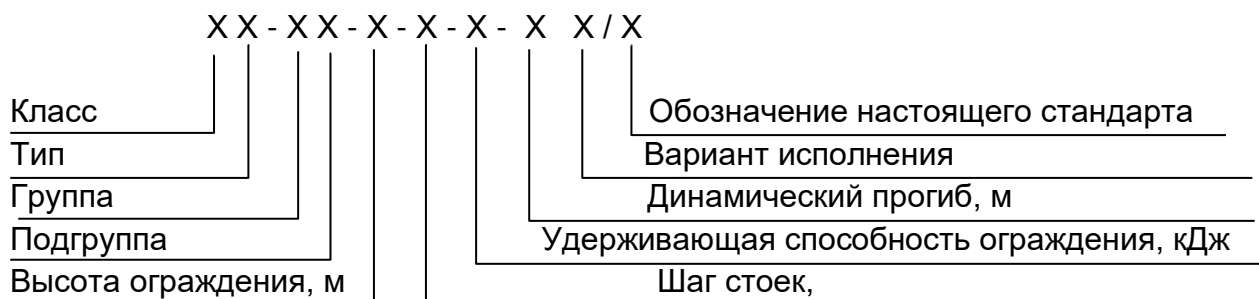 Х Х - Х Х - Х - Х - Х - Х Х / Х
Класс Обозначение настоящего стандарта
Тип Вариант исполнения
Группа Динамический прогиб, м
Подгруппа Удерживающая способность ограждения, кДж
Высота ограждения, м Шаг стоек,